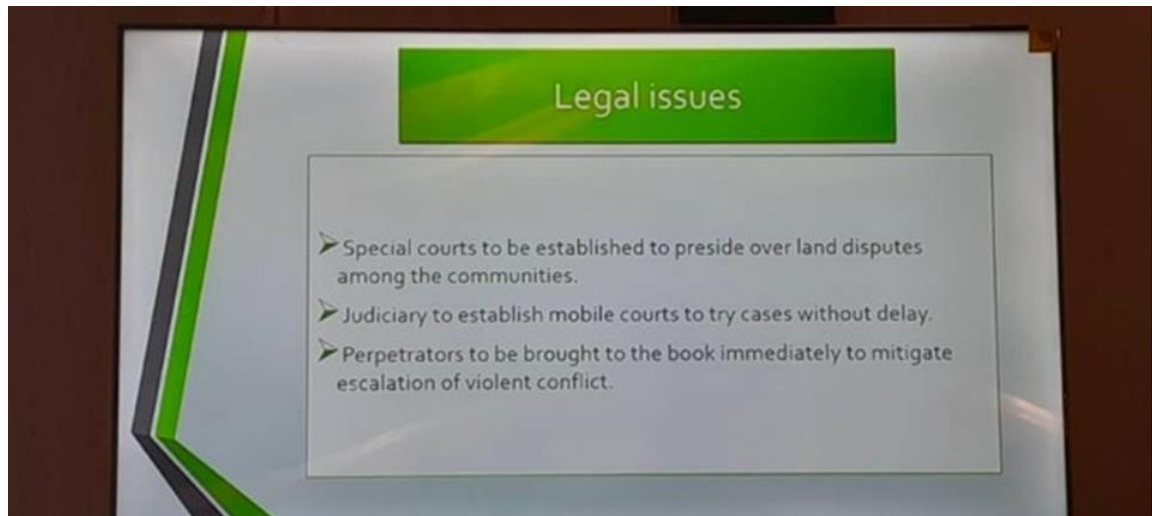 Legal issues
Special courts to be established to preside over land disputes
among the communities.
Judiciary to establish mobile courts to try cases without delay.
Perpetrators to be brought to the book immediately to mitigate
escalation of violent conflict.